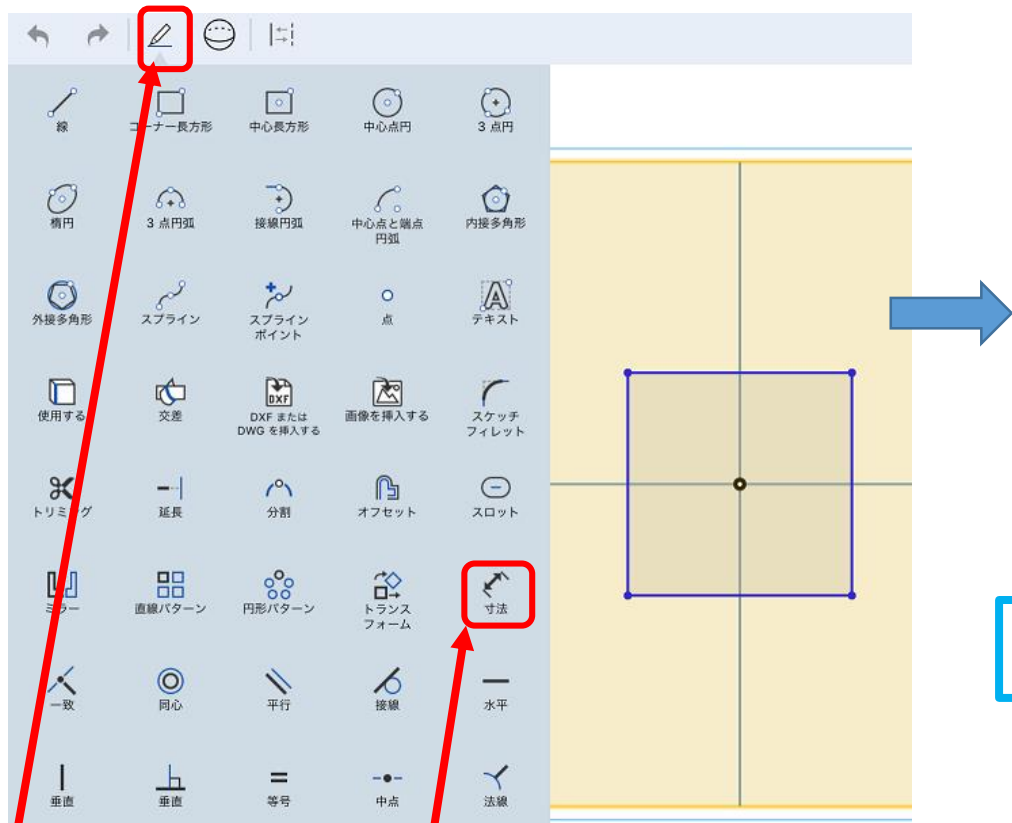 線
コーナー長方形
中心長方形
中心点円
3 点円
楕円
3 点円弧
接線円弧
中心点と端点
円弧
内接多角形
外接多角形
スプライン
スプライン
ポイント
点
テキスト
使用する
交差
DXF
DXF または
DWG を挿入する
画像を挿入する
スケッチ
フィレット
トリミング
延長
分割
オフセット
スロット
ミラー
直線パターン
円形パターン
トランス
フォーム
寸法
一致
同心
平行
接線
水平
垂直
垂直
等号
中点
法線